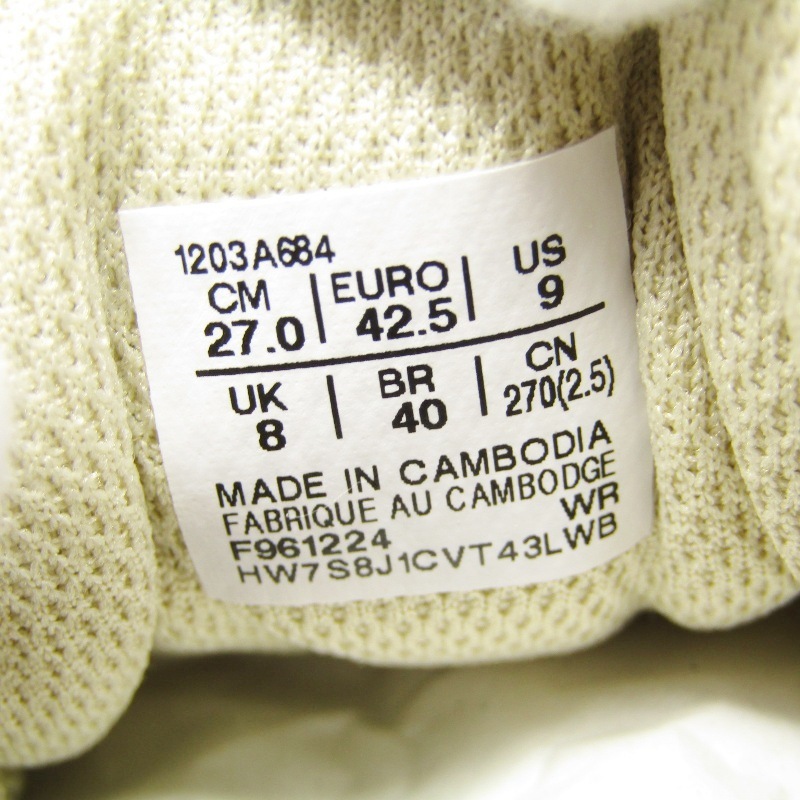 1203A684
CM | EURO | US
27.0 | 42.5 | 9
UK | BR | CN
8 | 40 | 270(2.5)
MADE IN CAMBODIA
FABRIQUE AU CAMBODGE
F961224 WR
HW7S8J1CVT43LWB